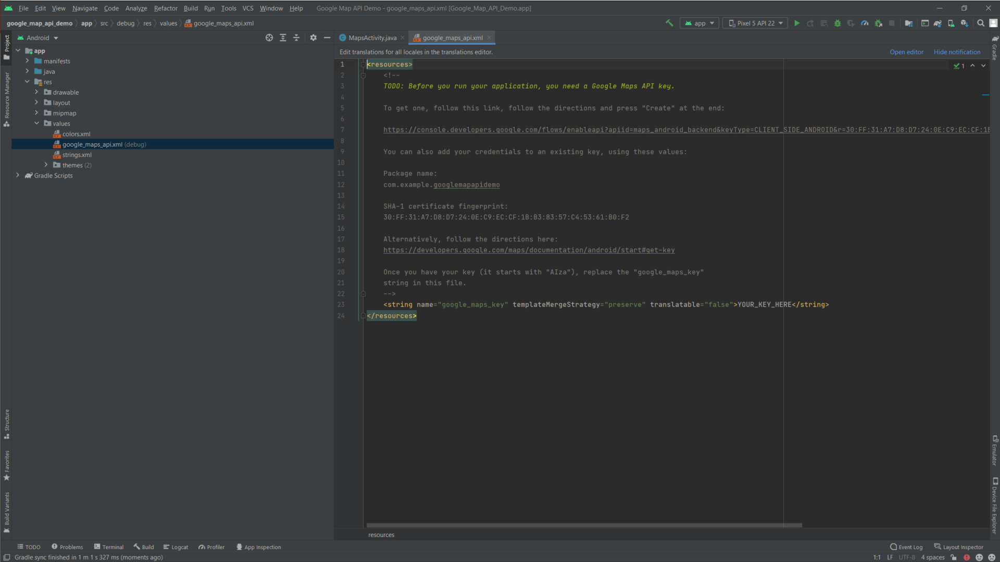 File Edit View Navigate Code Analyze Refactor Build Run Tools VCS Window Help Google Map API Demo - google_maps_api.xml [Google_Map_API_Demo.app]
google_map_api_demo app src debug res values google_maps_api.xml app Pixel 5 API 22
Project
Resource Manager
Structure
Favorites
Build Variants
Android
app
manifests
java
res
drawable
layout
mipmap
values
colors.xml
google_maps_api.xml (debug)
strings.xml
themes (2)
Gradle Scripts
MapsActivity.java google_maps_api.xml
Edit translations for all locales in the translations editor. Open editor Hide notification
1
1 <resources>
2 <!--
3 TODO: Before you run your application, you need a Google Maps API key.
4
5 To get one, follow this link, follow the directions and press "Create" at the end:
6
7 https://console.developers.google.com/flows/enableapi?apiid=maps_android_backend&keyType=CLIENT_SIDE_ANDROID&r=30:FF:31:A7:D8:D7:24:0E:C9:EC:CF:1B
8
9 You can also add your credentials to an existing key, using these values:
10
11 Package name:
12 com.example.googlemapapidemo
13
14 SHA-1 certificate fingerprint:
15 30:FF:31:A7:D8:D7:24:0E:C9:EC:CF:1B:B3:83:57:C4:53:61:B0:F2
16
17 Alternatively, follow the directions here:
18 https://developers.google.com/maps/documentation/android/start#get-key
19
20 Once you have your key (it starts with "AIza"), replace the "google_maps_key"
21 string in this file.
22 -->
23 <string name="google_maps_key" templateMergeStrategy="preserve" translatable="false">YOUR_KEY_HERE</string>
24 </resources>
resources
Gradle
Emulator
Device File Explorer
TODO Problems Terminal Build Logcat Profiler App Inspection Event Log Layout Inspector
Gradle sync finished in 1 m 1 s 327 ms (moments ago) 1:1 LF UTF-8 4 spaces